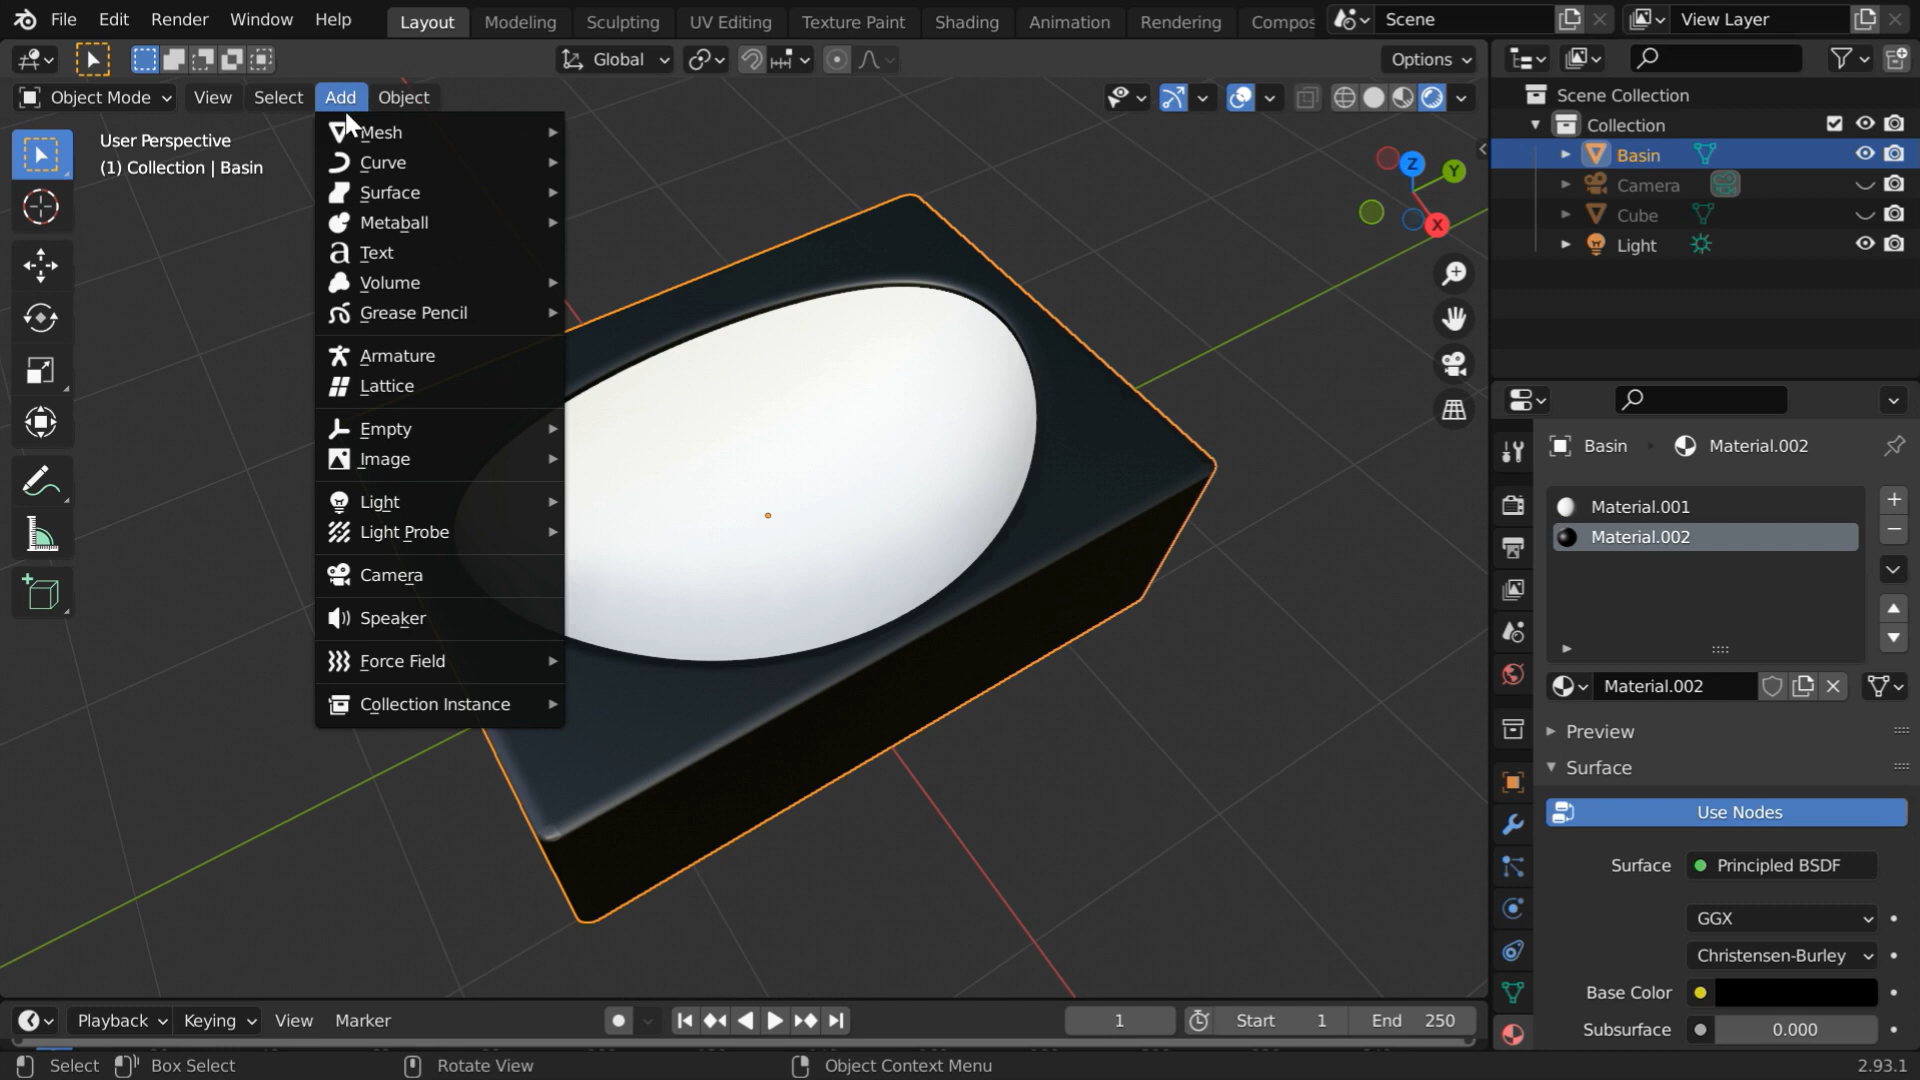 File Edit Render Window Help Layout Modeling Sculpting UV Editing Texture Paint Shading Animation Rendering Compos Scene View Layer
Global Options
Object Mode View Select Add Object
User Perspective
(1) Collection | Basin
Mesh
Curve
Surface
Metaball
Text
Volume
Grease Pencil
Armature
Lattice
Empty
Image
Light
Light Probe
Camera
Speaker
Force Field
Collection Instance
Z
Y
X
Scene Collection
Collection
Basin
Camera
Cube
Light
Basin Material.002
Material.001
Material.002
Material.002
Preview
Surface
Use Nodes
Surface Principled BSDF
GGX
Christensen-Burley
Base Color
Subsurface 0.000
Playback Keying View Marker 1 Start 1 End 250
Select Box Select Rotate View Object Context Menu 2.93.1